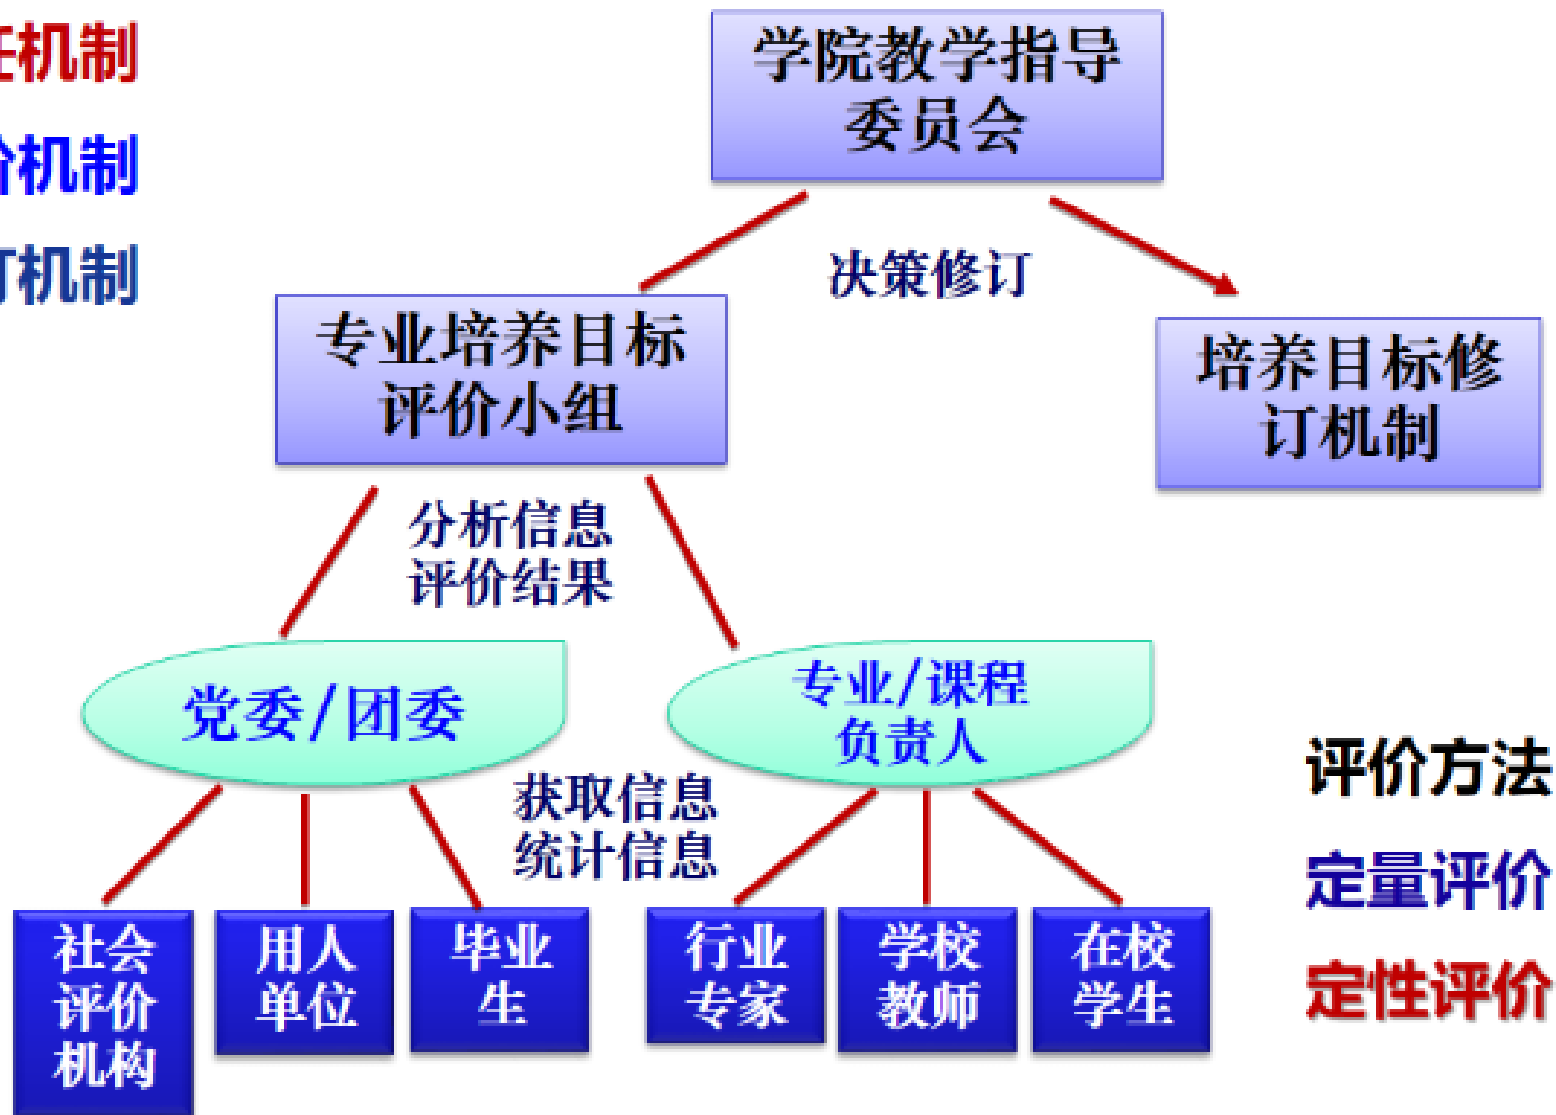 机制
机制
机制
学院教学指导
委员会
决策修订
专业培养目标
评价小组
培养目标修
订机制
分析信息
评价结果
党委/团委
专业/课程
负责人
获取信息
统计信息
社会
评价
机构
用人
单位
毕业
生
行业
专家
学校
教师
在校
学生
评价方法
定量评价
定性评价